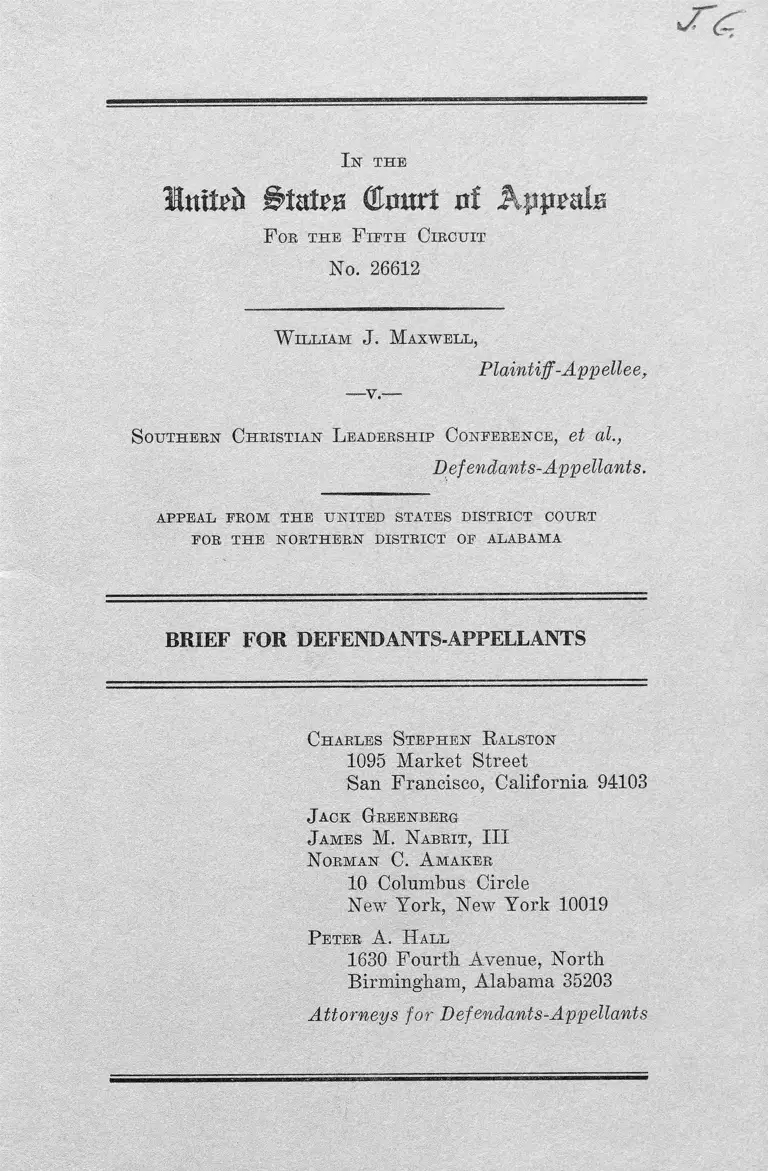 J. G.
IN THE
United States Court of Appeals
FOR THE FIFTH CIRCUIT
No. 26612
WILLIAM J. MAXWELL,
Plaintiff-Appellee,
—v.—
SOUTHERN CHRISTIAN LEADERSHIP CONFERENCE, et al.,
Defendants-Appellants.
APPEAL FROM THE UNITED STATES DISTRICT COURT
FOR THE NORTHERN DISTRICT OF ALABAMA
BRIEF FOR DEFENDANTS-APPELLANTS
CHARLES STEPHEN RALSTON
1095 Market Street
San Francisco, California 94103
JACK GREENBERG
JAMES M. NABRIT, III
NORMAN C. AMAKER
10 Columbus Circle
New York, New York 10019
PETER A. HALL
1630 Fourth Avenue, North
Birmingham, Alabama 35203
Attorneys for Defendants-Appellants